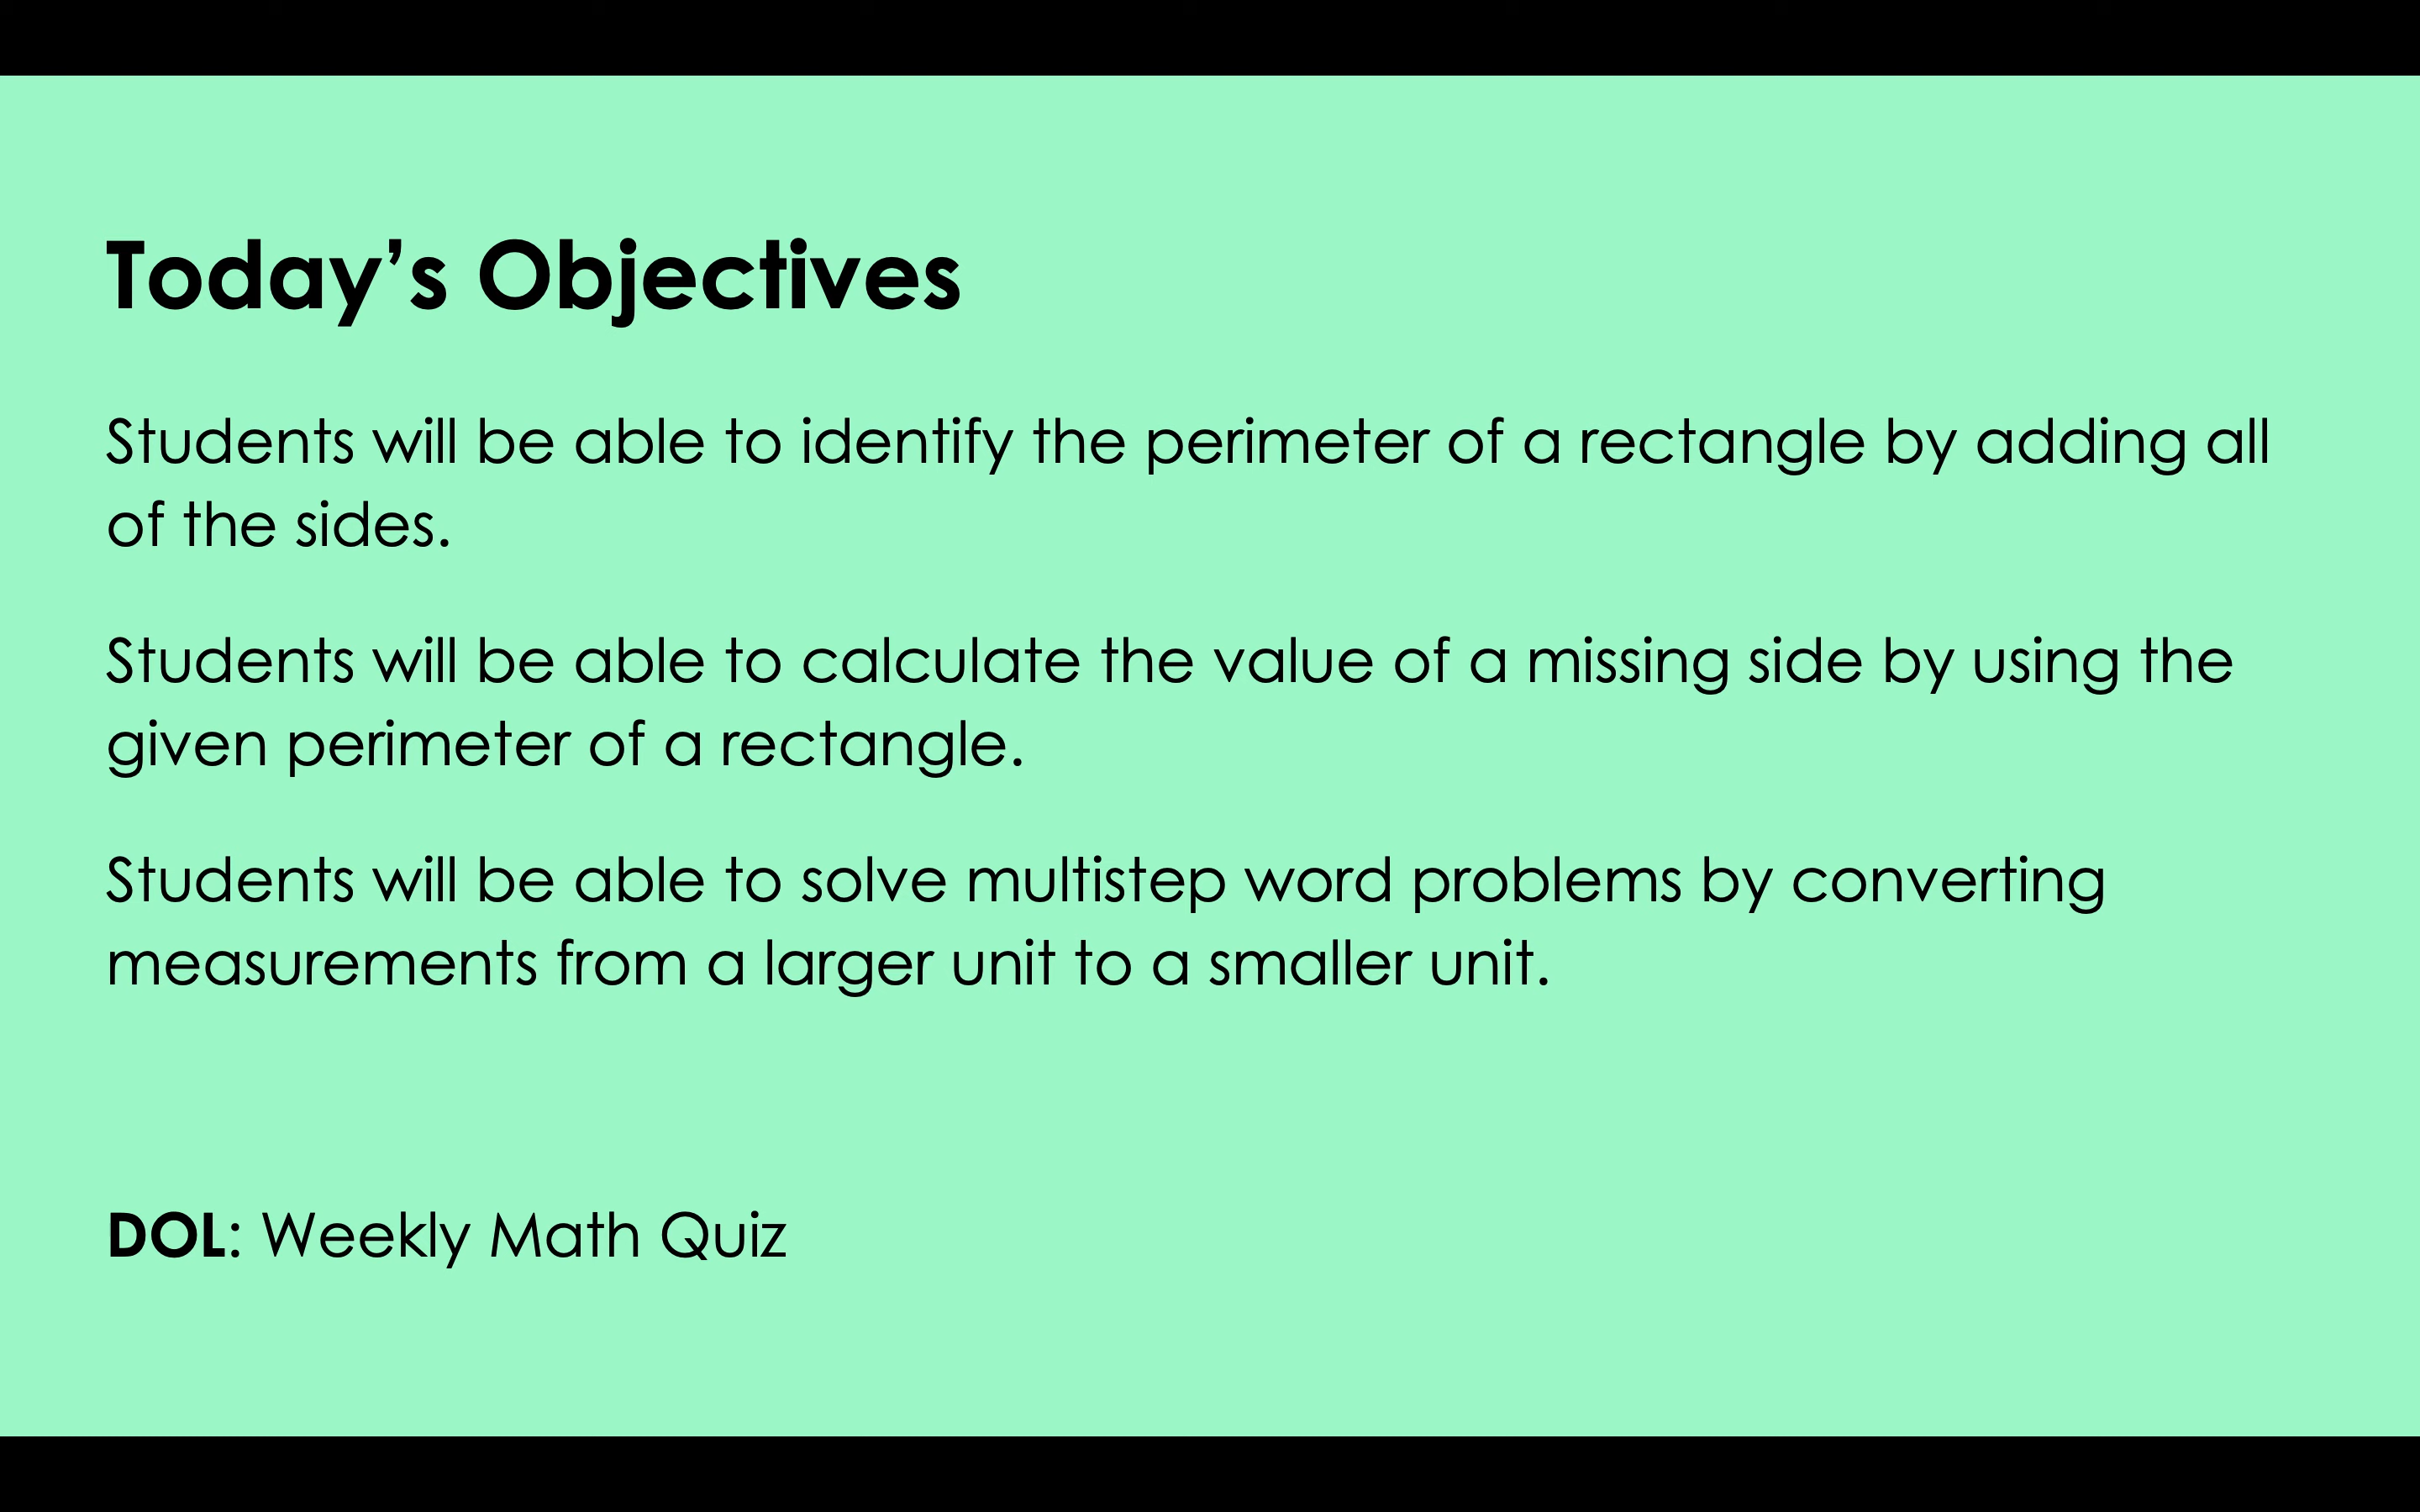 Today’s Objectives
Students will be able to identify the perimeter of a rectangle by adding all
of the sides.
Students will be able to calculate the value of a missing side by using the
given perimeter of a rectangle.
Students will be able to solve multistep word problems by converting
measurements from a larger unit to a smaller unit.
DOL: Weekly Math Quiz